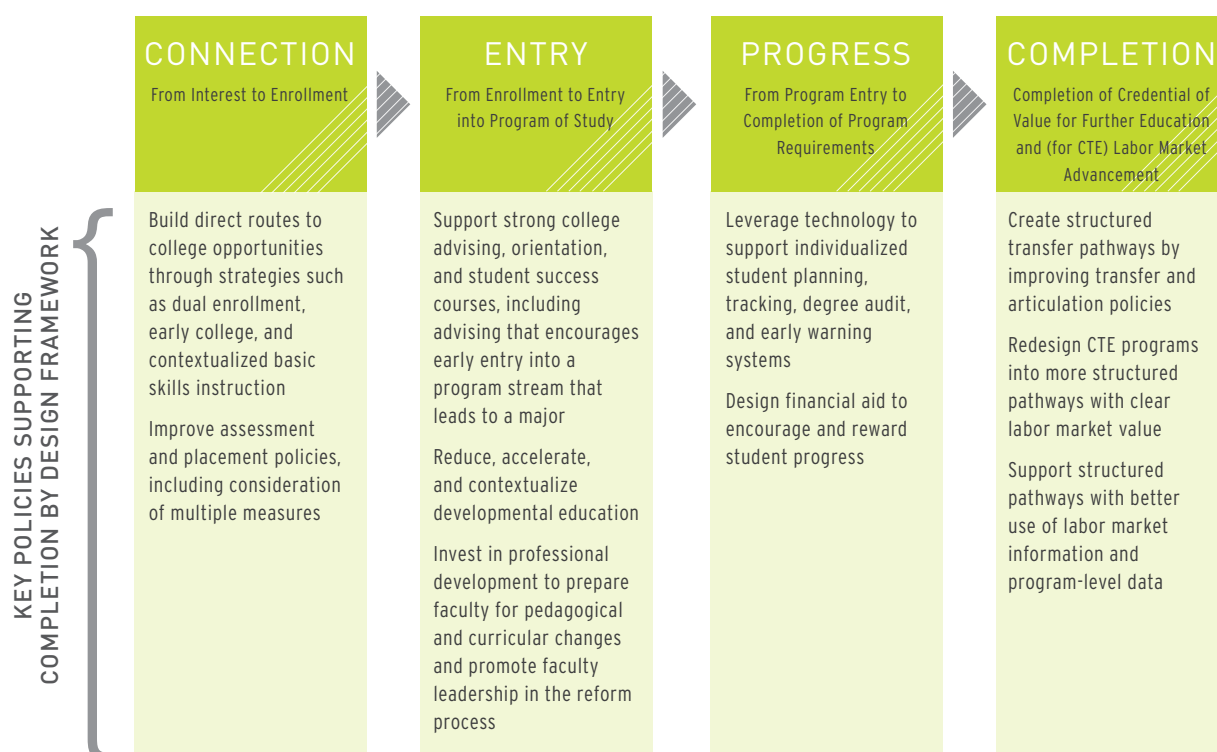 KEY POLICIES SUPPORTING
COMPLETION BY DESIGN FRAMEWORK
CONNECTION
From Interest to Enrollment
Build direct routes to
college opportunities
through strategies such
as dual enrollment,
early college, and
contextualized basic
skills instruction
Improve assessment
and placement policies,
including consideration
of multiple measures
ENTRY
From Enrollment to Entry
into Program of Study
Support strong college
advising, orientation,
and student success
courses, including
advising that encourages
early entry into a
program stream that
leads to a major
Reduce, accelerate,
and contextualize
developmental education
Invest in professional
development to prepare
faculty for pedagogical
and curricular changes
and promote faculty
leadership in the reform
process
PROGRESS
From Program Entry to
Completion of Program
Requirements
Leverage technology to
support individualized
student planning,
tracking, degree audit,
and early warning
systems
Design financial aid to
encourage and reward
student progress
COMPLETION
Completion of Credential of
Value for Further Education
and (for CTE) Labor Market
Advancement
Create structured
transfer pathways by
improving transfer and
articulation policies
Redesign CTE programs
into more structured
pathways with clear
labor market value
Support structured
pathways with better
use of labor market
information and
program-level data